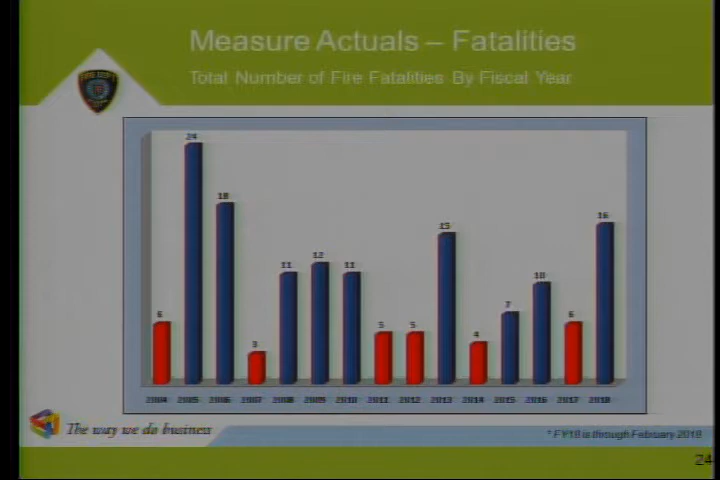 Measure Actuals – Fatalities
Total Number of Fire Fatalities By Fiscal Year
FIRE DEPT
24
18
16
15
12
11
11
10
7
6
6
5
5
4
3
2004 2005 2006 2007 2008 2009 2010 2011 2012 2013 2014 2015 2016 2017 2018
The way we do business
* FY18 is through February 2018
24